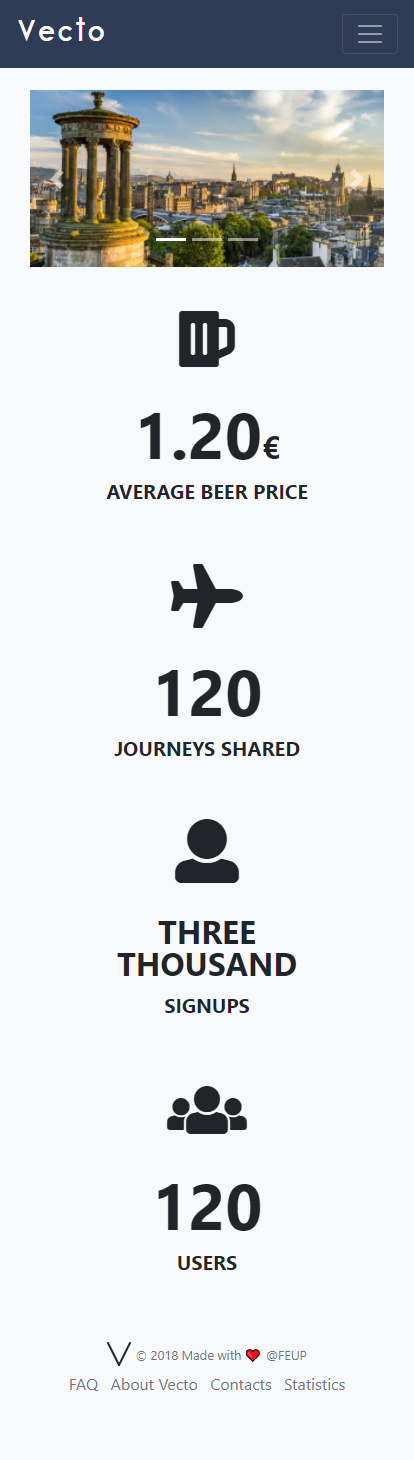 Vecto
1.20€
AVERAGE BEER PRICE
120
JOURNEYS SHARED
THREE
THOUSAND
SIGNUPS
120
USERS
© 2018 Made with @FEUP
FAQ About Vecto Contacts Statistics